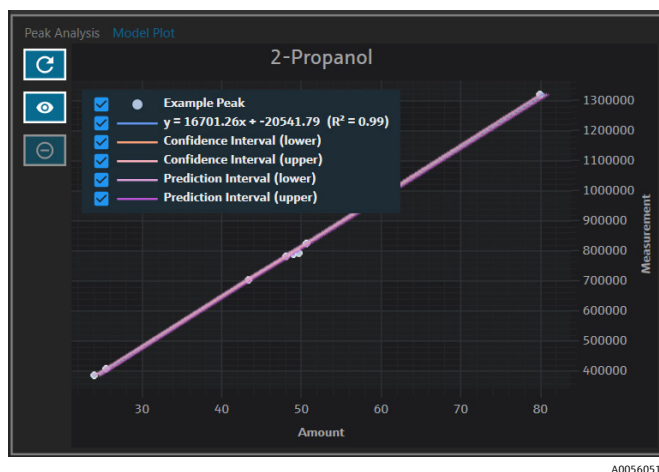 Peak Analysis Model Plot
2-Propanol
Example Peak
y = 16701.26x + -20541.79 (R² = 0.99)
Confidence Interval (lower)
Confidence Interval (upper)
Prediction Interval (lower)
Prediction Interval (upper)
1300000
1200000
1100000
1000000
900000
800000
700000
600000
500000
400000
Measurement
30 40 50 60 70 80
Amount
A0056051